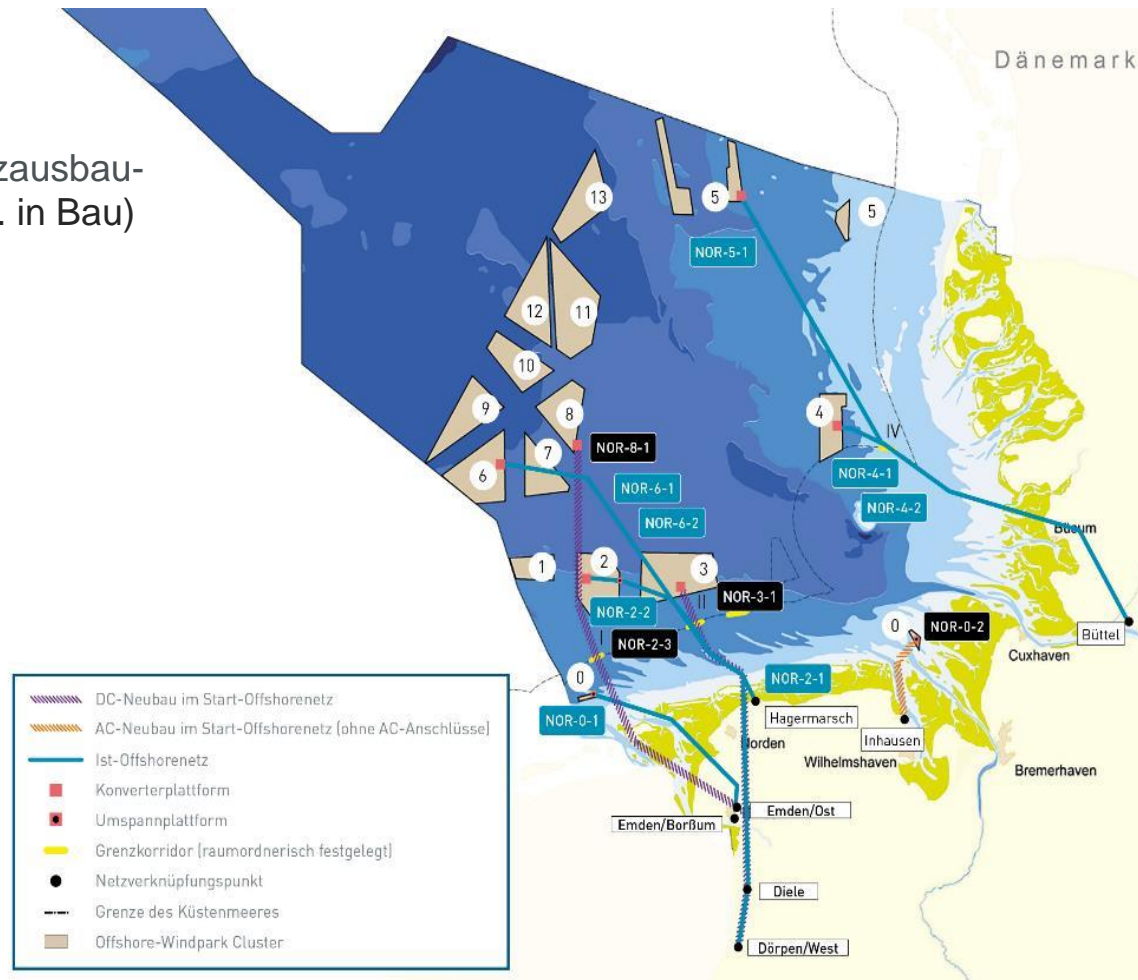 Dänemark
zausbau-
. in Bau)
13
5
5
NOR-5-1
12
11
10
9
8
4
IV
7
6
NOR-8-1
NOR-4-1
NOR-6-1
NOR-4-2
NOR-6-2
Büsum
1
2
3
NOR-3-1
II
NOR-2-2
0
NOR-0-2
Büttel
I
NOR-2-3
Cuxhaven
0
NOR-2-1
NOR-0-1
Hagermarsch
Norden
Inhausen
Wilhelmshaven
Bremerhaven
Emden/Ost
Emden/Borßum
Diele
Dörpen/West
DC-Neubau im Start-Offshorenetz
AC-Neubau im Start-Offshorenetz (ohne AC-Anschlüsse)
Ist-Offshorenetz
Konverterplattform
Umspannplattform
Grenzkorridor (raumordnerisch festgelegt)
Netzverknüpfungspunkt
Grenze des Küstenmeeres
Offshore-Windpark Cluster